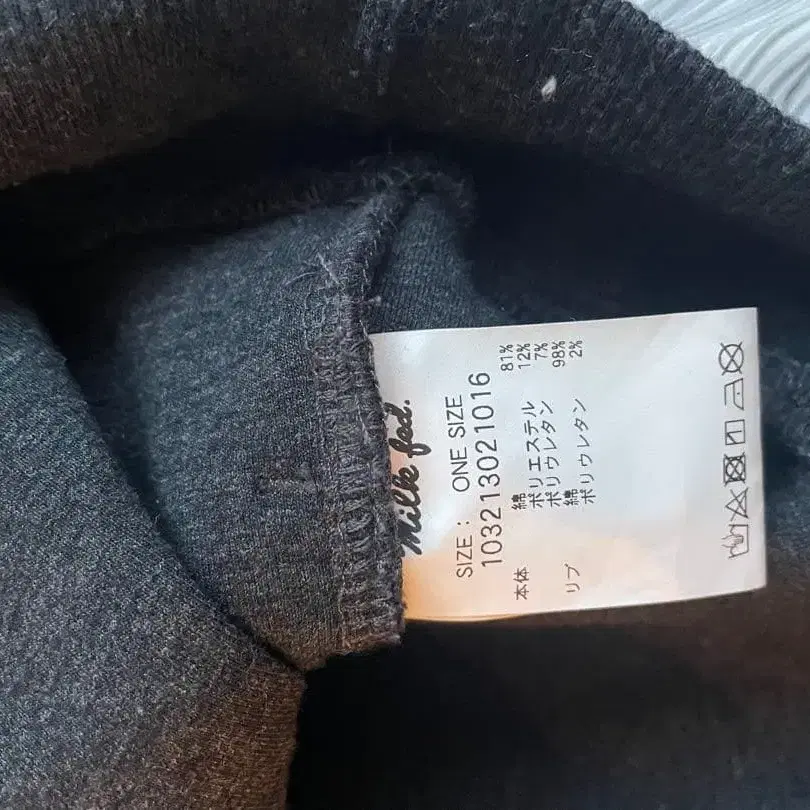 Milk fed.
SIZE : ONE SIZE
103213021016
本体 綿 81%
ポリエステル 12%
ポリウレタン 7%
リブ 綿 98%
ポリウレタン 2%